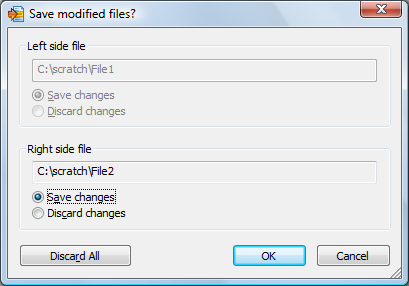 Save modified files?
Left side file
C:\scratch\File1
Save changes
Discard changes
Right side file
C:\scratch\File2
Save changes
Discard changes
Discard All
OK
Cancel